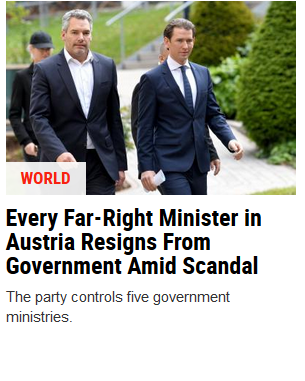 WORLD
Every Far-Right Minister in
Austria Resigns From
Government Amid Scandal
The party controls five government
ministries.